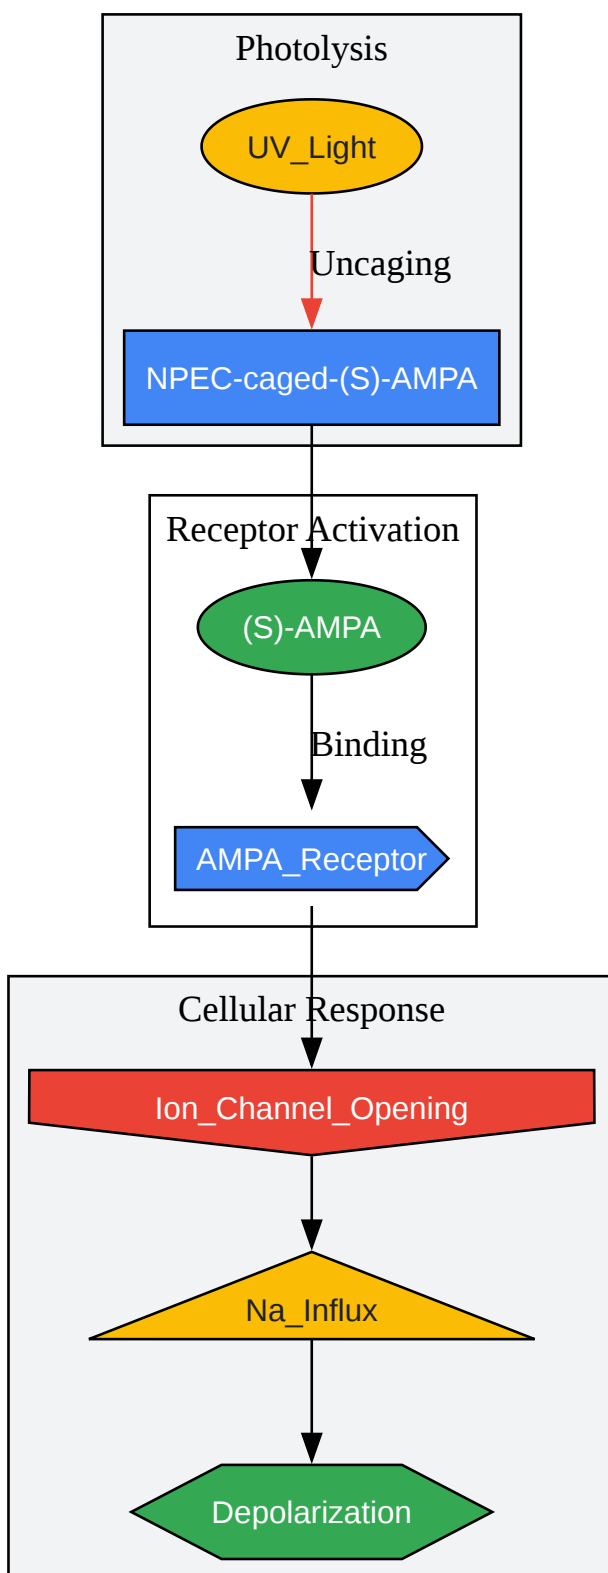 Photolysis
UV_Light
Uncaging
NPEC-caged-(S)-AMPA
Receptor Activation
(S)-AMPA
Binding
AMPA_Receptor
Cellular Response
Ion_Channel_Opening
Na_Influx
Depolarization